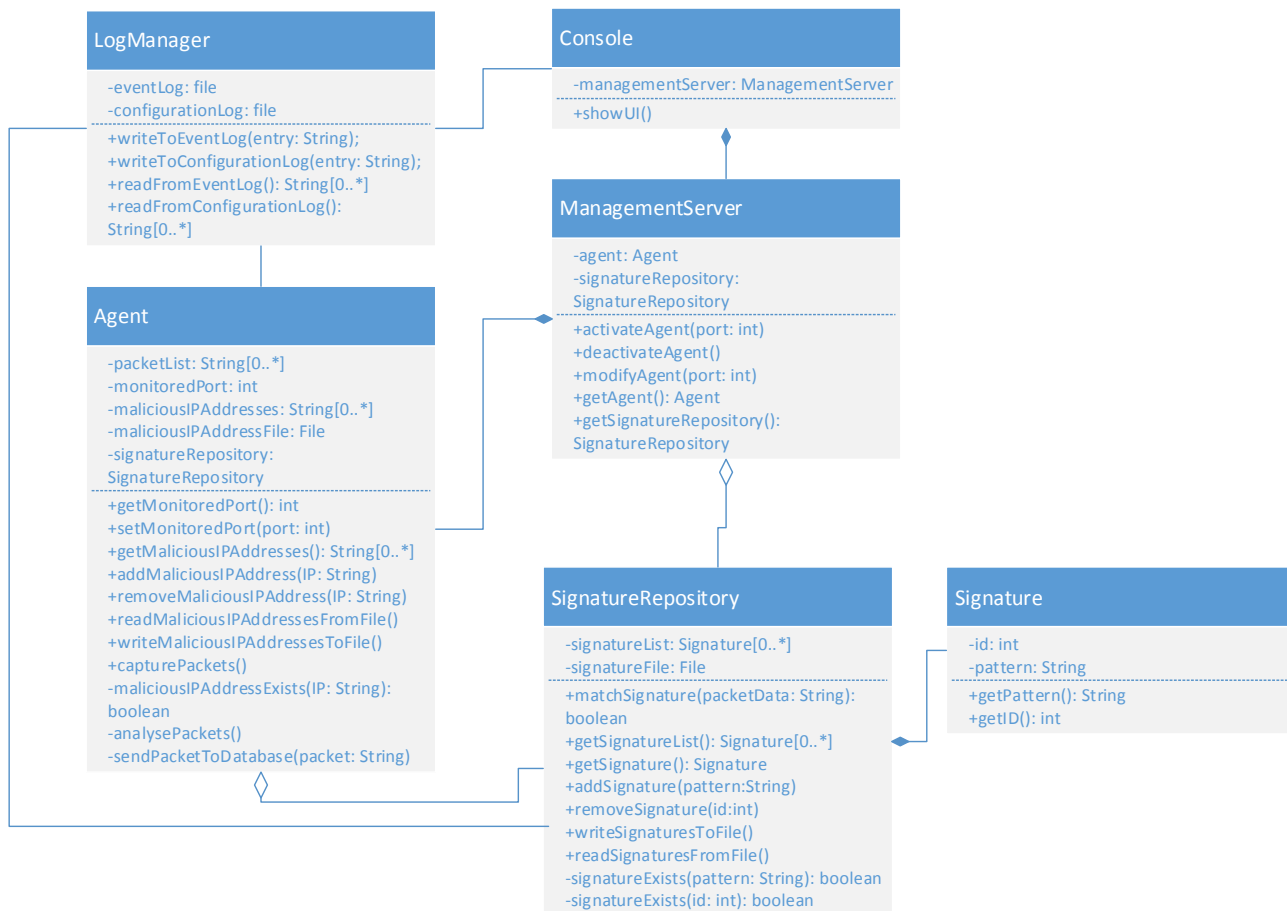 LogManager
-eventLog: file
-configurationLog: file
+writeToEventLog(entry: String);
+writeToConfigurationLog(entry: String);
+readFromEventLog(): String[0..*]
+readFromConfigurationLog():
String[0..*]
Console
-managementServer: ManagementServer
+showUI()
ManagementServer
-agent: Agent
-signatureRepository:
SignatureRepository
+activateAgent(port: int)
+deactivateAgent()
+modifyAgent(port: int)
+getAgent(): Agent
+getSignatureRepository():
SignatureRepository
Agent
-packetList: String[0..*]
-monitoredPort: int
-maliciousIPAddresses: String[0..*]
-maliciousIPAddressFile: File
-signatureRepository:
SignatureRepository
+getMonitoredPort(): int
+setMonitoredPort(port: int)
+getMaliciousIPAddresses(): String[0..*]
+addMaliciousIPAddress(IP: String)
+removeMaliciousIPAddress(IP: String)
+readMaliciousIPAddressesFromFile()
+writeMaliciousIPAddressesToFile()
+capturePackets()
-maliciousIPAddressExists(IP: String):
boolean
-analysePackets()
-sendPacketToDatabase(packet: String)
SignatureRepository
-signatureList: Signature[0..*]
-signatureFile: File
+matchSignature(packetData: String):
boolean
+getSignatureList(): Signature[0..*]
+getSignature(): Signature
+addSignature(pattern:String)
+removeSignature(id:int)
+writeSignaturesToFile()
+readSignaturesFromFile()
-signatureExists(pattern: String): boolean
-signatureExists(id: int): boolean
Signature
-id: int
-pattern: String
+getPattern(): String
+getID(): int